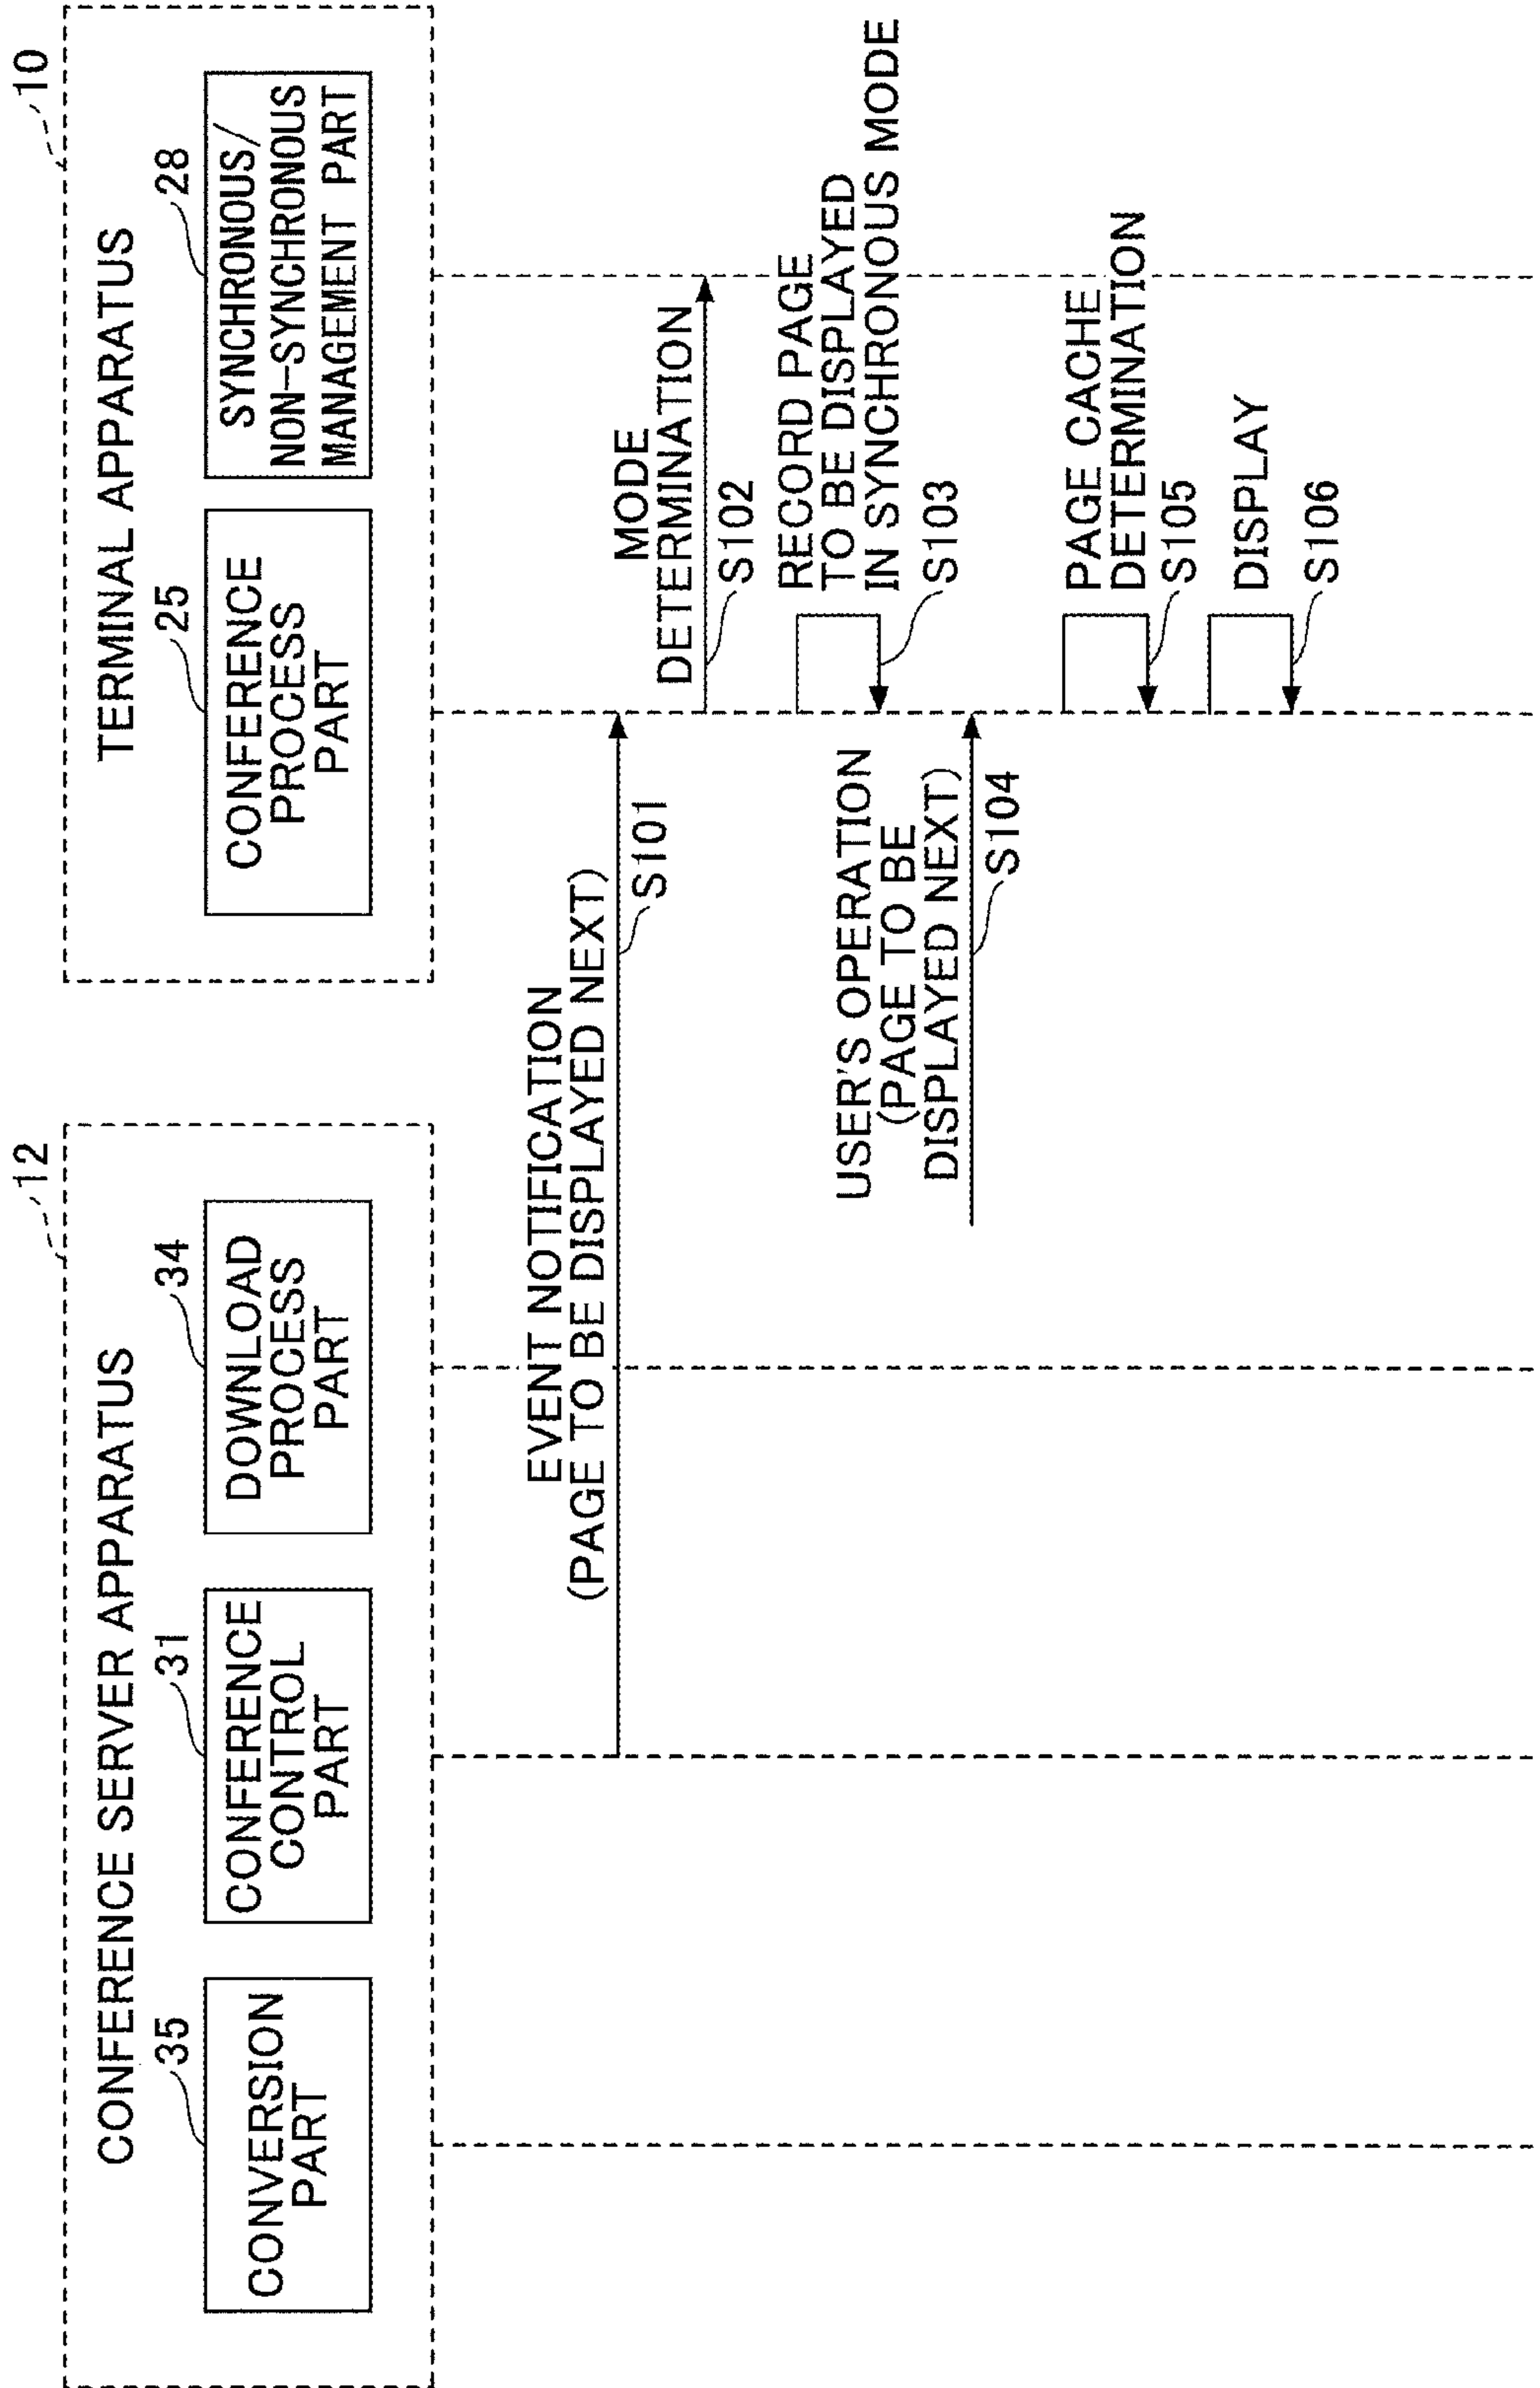 12
CONFERENCE SERVER APPARATUS
35
CONVERSION
PART
31
CONFERENCE
CONTROL
PART
34
DOWNLOAD
PROCESS
PART
10
TERMINAL APPARATUS
25
CONFERENCE
PROCESS
PART
28
SYNCHRONOUS/
NON-SYNCHRONOUS
MANAGEMENT PART
EVENT NOTIFICATION
(PAGE TO BE DISPLAYED NEXT)
S101
MODE
DETERMINATION
S102
RECORD PAGE
TO BE DISPLAYED
IN SYNCHRONOUS MODE
S103
USER'S OPERATION
(PAGE TO BE
DISPLAYED NEXT)
S104
PAGE CACHE
DETERMINATION
S105
DISPLAY
S106